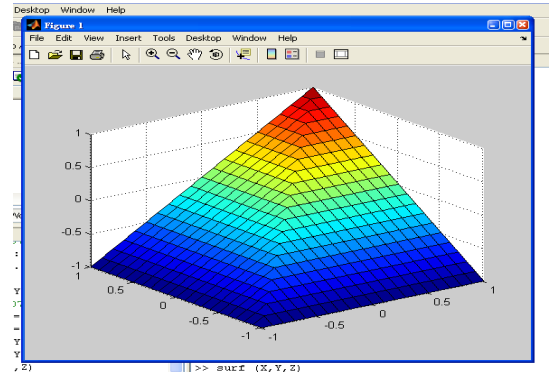 Desktop Window Help
Figure 1
File Edit View Insert Tools Desktop Window Help
1
0.5
0
-0.5
-1
1
0.5
0
-0.5
-1
-1
-0.5
0
0.5
1
:
.
Y
=
=
Y
Y
,Z)
>> surf (X,Y,Z)